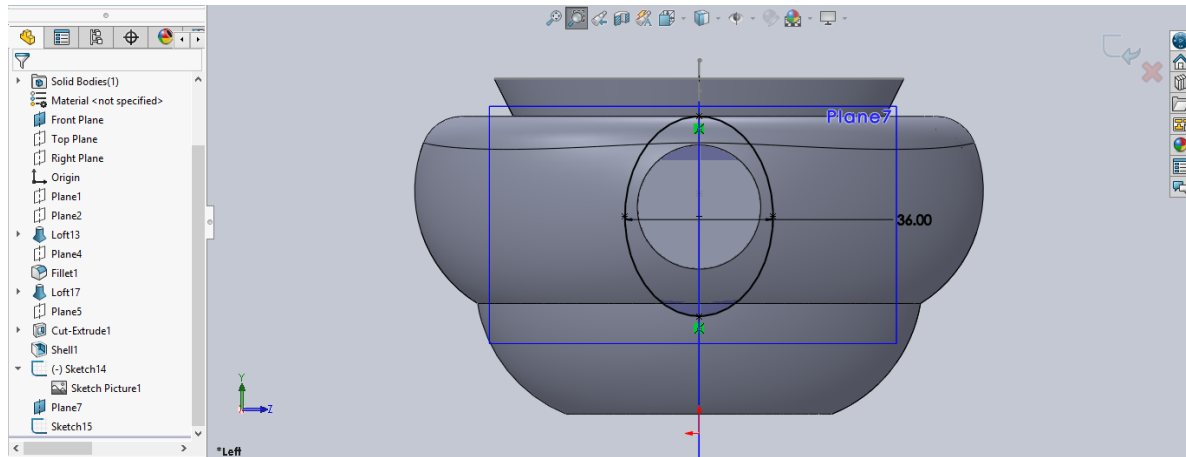 Solid Bodies(1)
Material <not specified>
Front Plane
Top Plane
Right Plane
Origin
Plane1
Plane2
Loft13
Plane4
Fillet1
Loft17
Plane5
Cut-Extrude1
Shell1
(-) Sketch14
Sketch Picture1
Plane7
Sketch15
Plane7
36.00
Y
Z
*Left